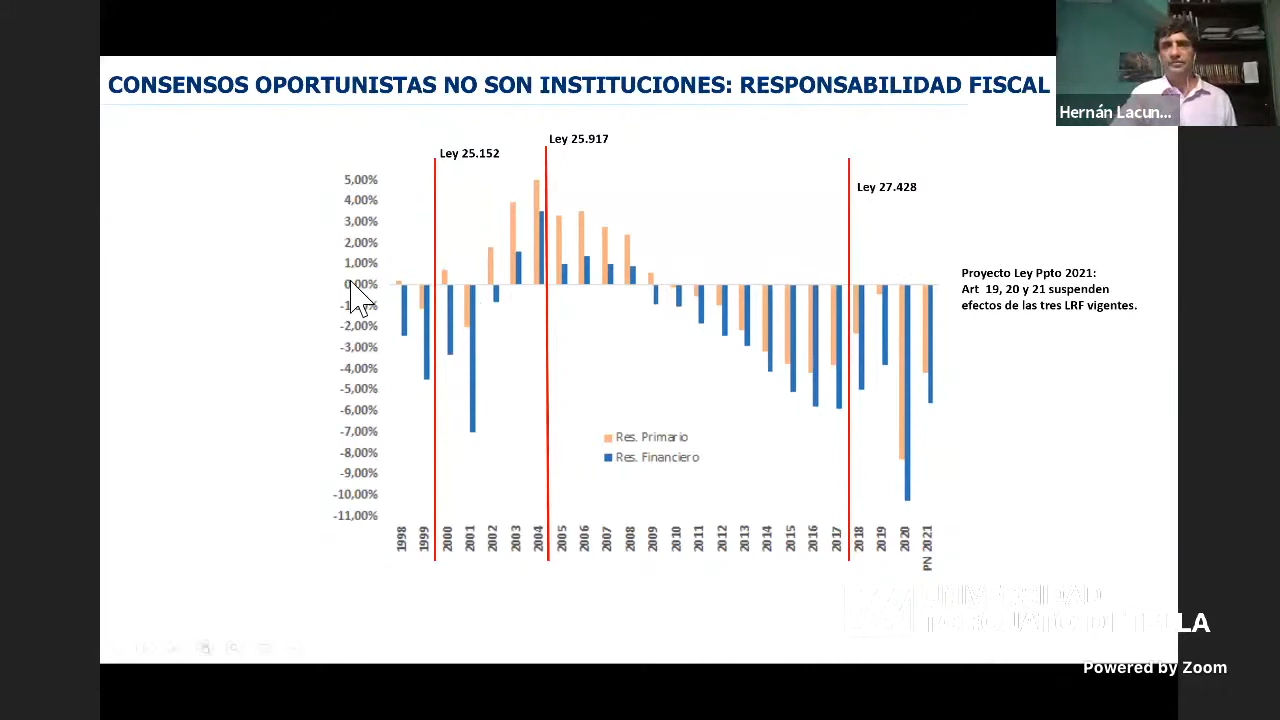 CONSENSOS OPORTUNISTAS NO SON INSTITUCIONES: RESPONSABILIDAD FISCAL
Hernán Lacun...
Ley 25.152
Ley 25.917
Ley 27.428
5,00%
4,00%
3,00%
2,00%
1,00%
0,00%
-2,00%
-3,00%
-4,00%
-5,00%
-6,00%
-7,00%
-8,00%
-9,00%
-10,00%
-11,00%
Proyecto Ley Ppto 2021:
Art 19, 20 y 21 suspenden
efectos de las tres LRF vigentes.
Res. Primario
Res. Financiero
1998
1999
2000
2001
2002
2003
2004
2005
2006
2007
2008
2009
2010
2011
2012
2013
2014
2015
2016
2017
2018
2019
2020
PN 2021
UNIVERSIDAD
TORCUATO DI TELLA
Powered by Zoom